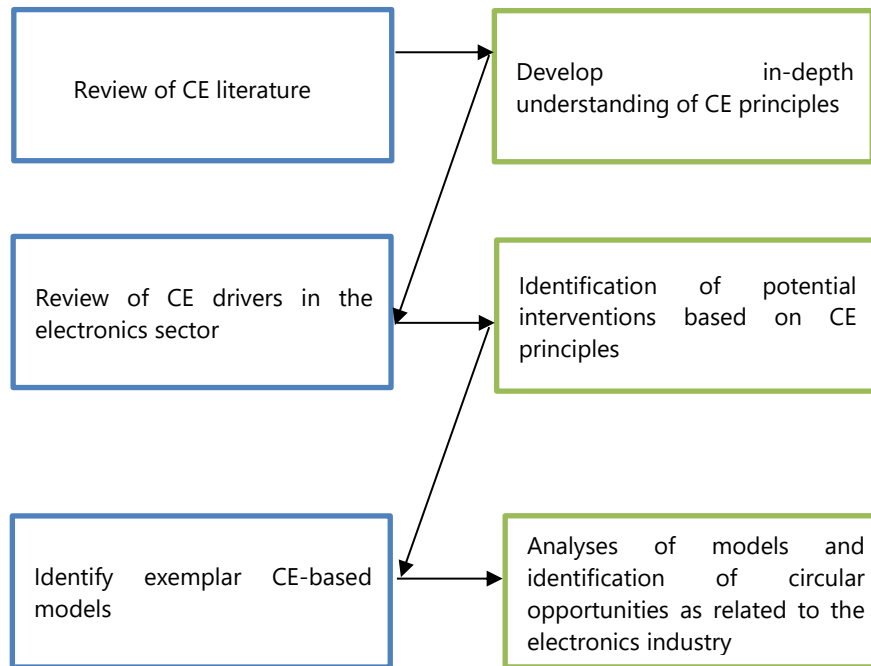 Review of CE literature
Develop in-depth
understanding of CE principles
Review of CE drivers in the
electronics sector
Identification of potential
interventions based on CE
principles
Identify exemplar CE-based
models
Analyses of models and
identification of circular
opportunities as related to the
electronics industry